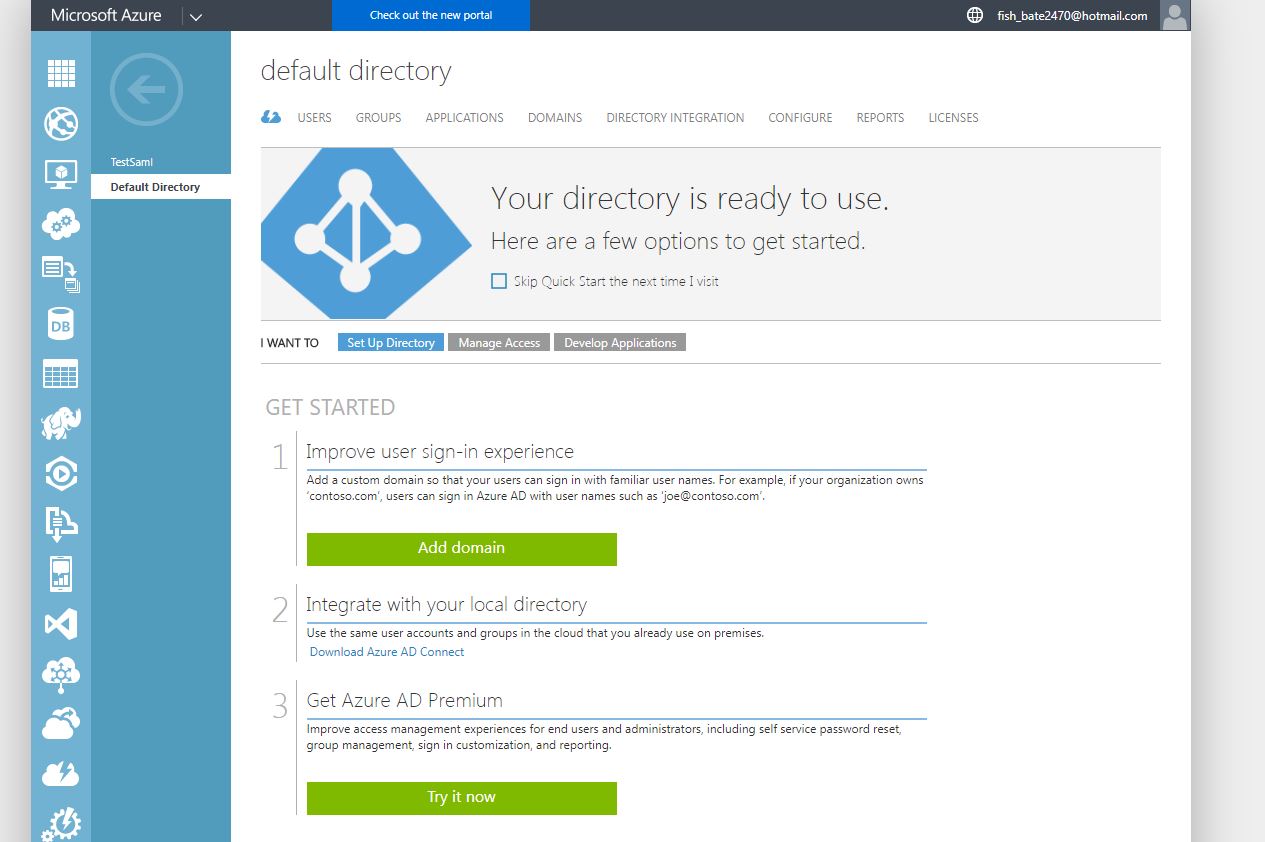 Microsoft Azure
Check out the new portal
fish_bate2470@hotmail.com
TestSaml
Default Directory
default directory
USERS GROUPS APPLICATIONS DOMAINS DIRECTORY INTEGRATION CONFIGURE REPORTS LICENSES
Your directory is ready to use.
Here are a few options to get started.
Skip Quick Start the next time I visit
I WANT TO Set Up Directory Manage Access Develop Applications
GET STARTED
1 Improve user sign-in experience
Add a custom domain so that your users can sign in with familiar user names. For example, if your organization owns
'contoso.com', users can sign in Azure AD with user names such as 'joe@contoso.com'.
Add domain
2 Integrate with your local directory
Use the same user accounts and groups in the cloud that you already use on premises.
Download Azure AD Connect
3 Get Azure AD Premium
Improve access management experiences for end users and administrators, including self service password reset,
group management, sign in customization, and reporting.
Try it now
DB